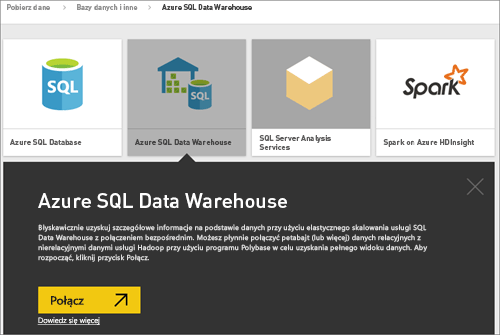 Pobierz dane > Bazy danych i inne > Azure SQL Data Warehouse
SQL
SQL
Spark
Azure SQL Database
Azure SQL Data Warehouse
SQL Server Analysis
Services
Spark on Azure HDInsight
Azure SQL Data Warehouse
Błyskawicznie uzyskuj szczegółowe informacje na podstawie danych przy użyciu elastycznego skalowania usługi SQL
Data Warehouse z połączeniem bezpośrednim. Możesz płynnie połączyć petabajt (lub więcej) danych relacyjnych z
nierelacyjnymi danymi usługi Hadoop przy użyciu programu Polybase w celu uzyskania pełnego widoku danych. Aby
rozpocząć, kliknij przycisk Połącz.
Połącz
Dowiedz się więcej